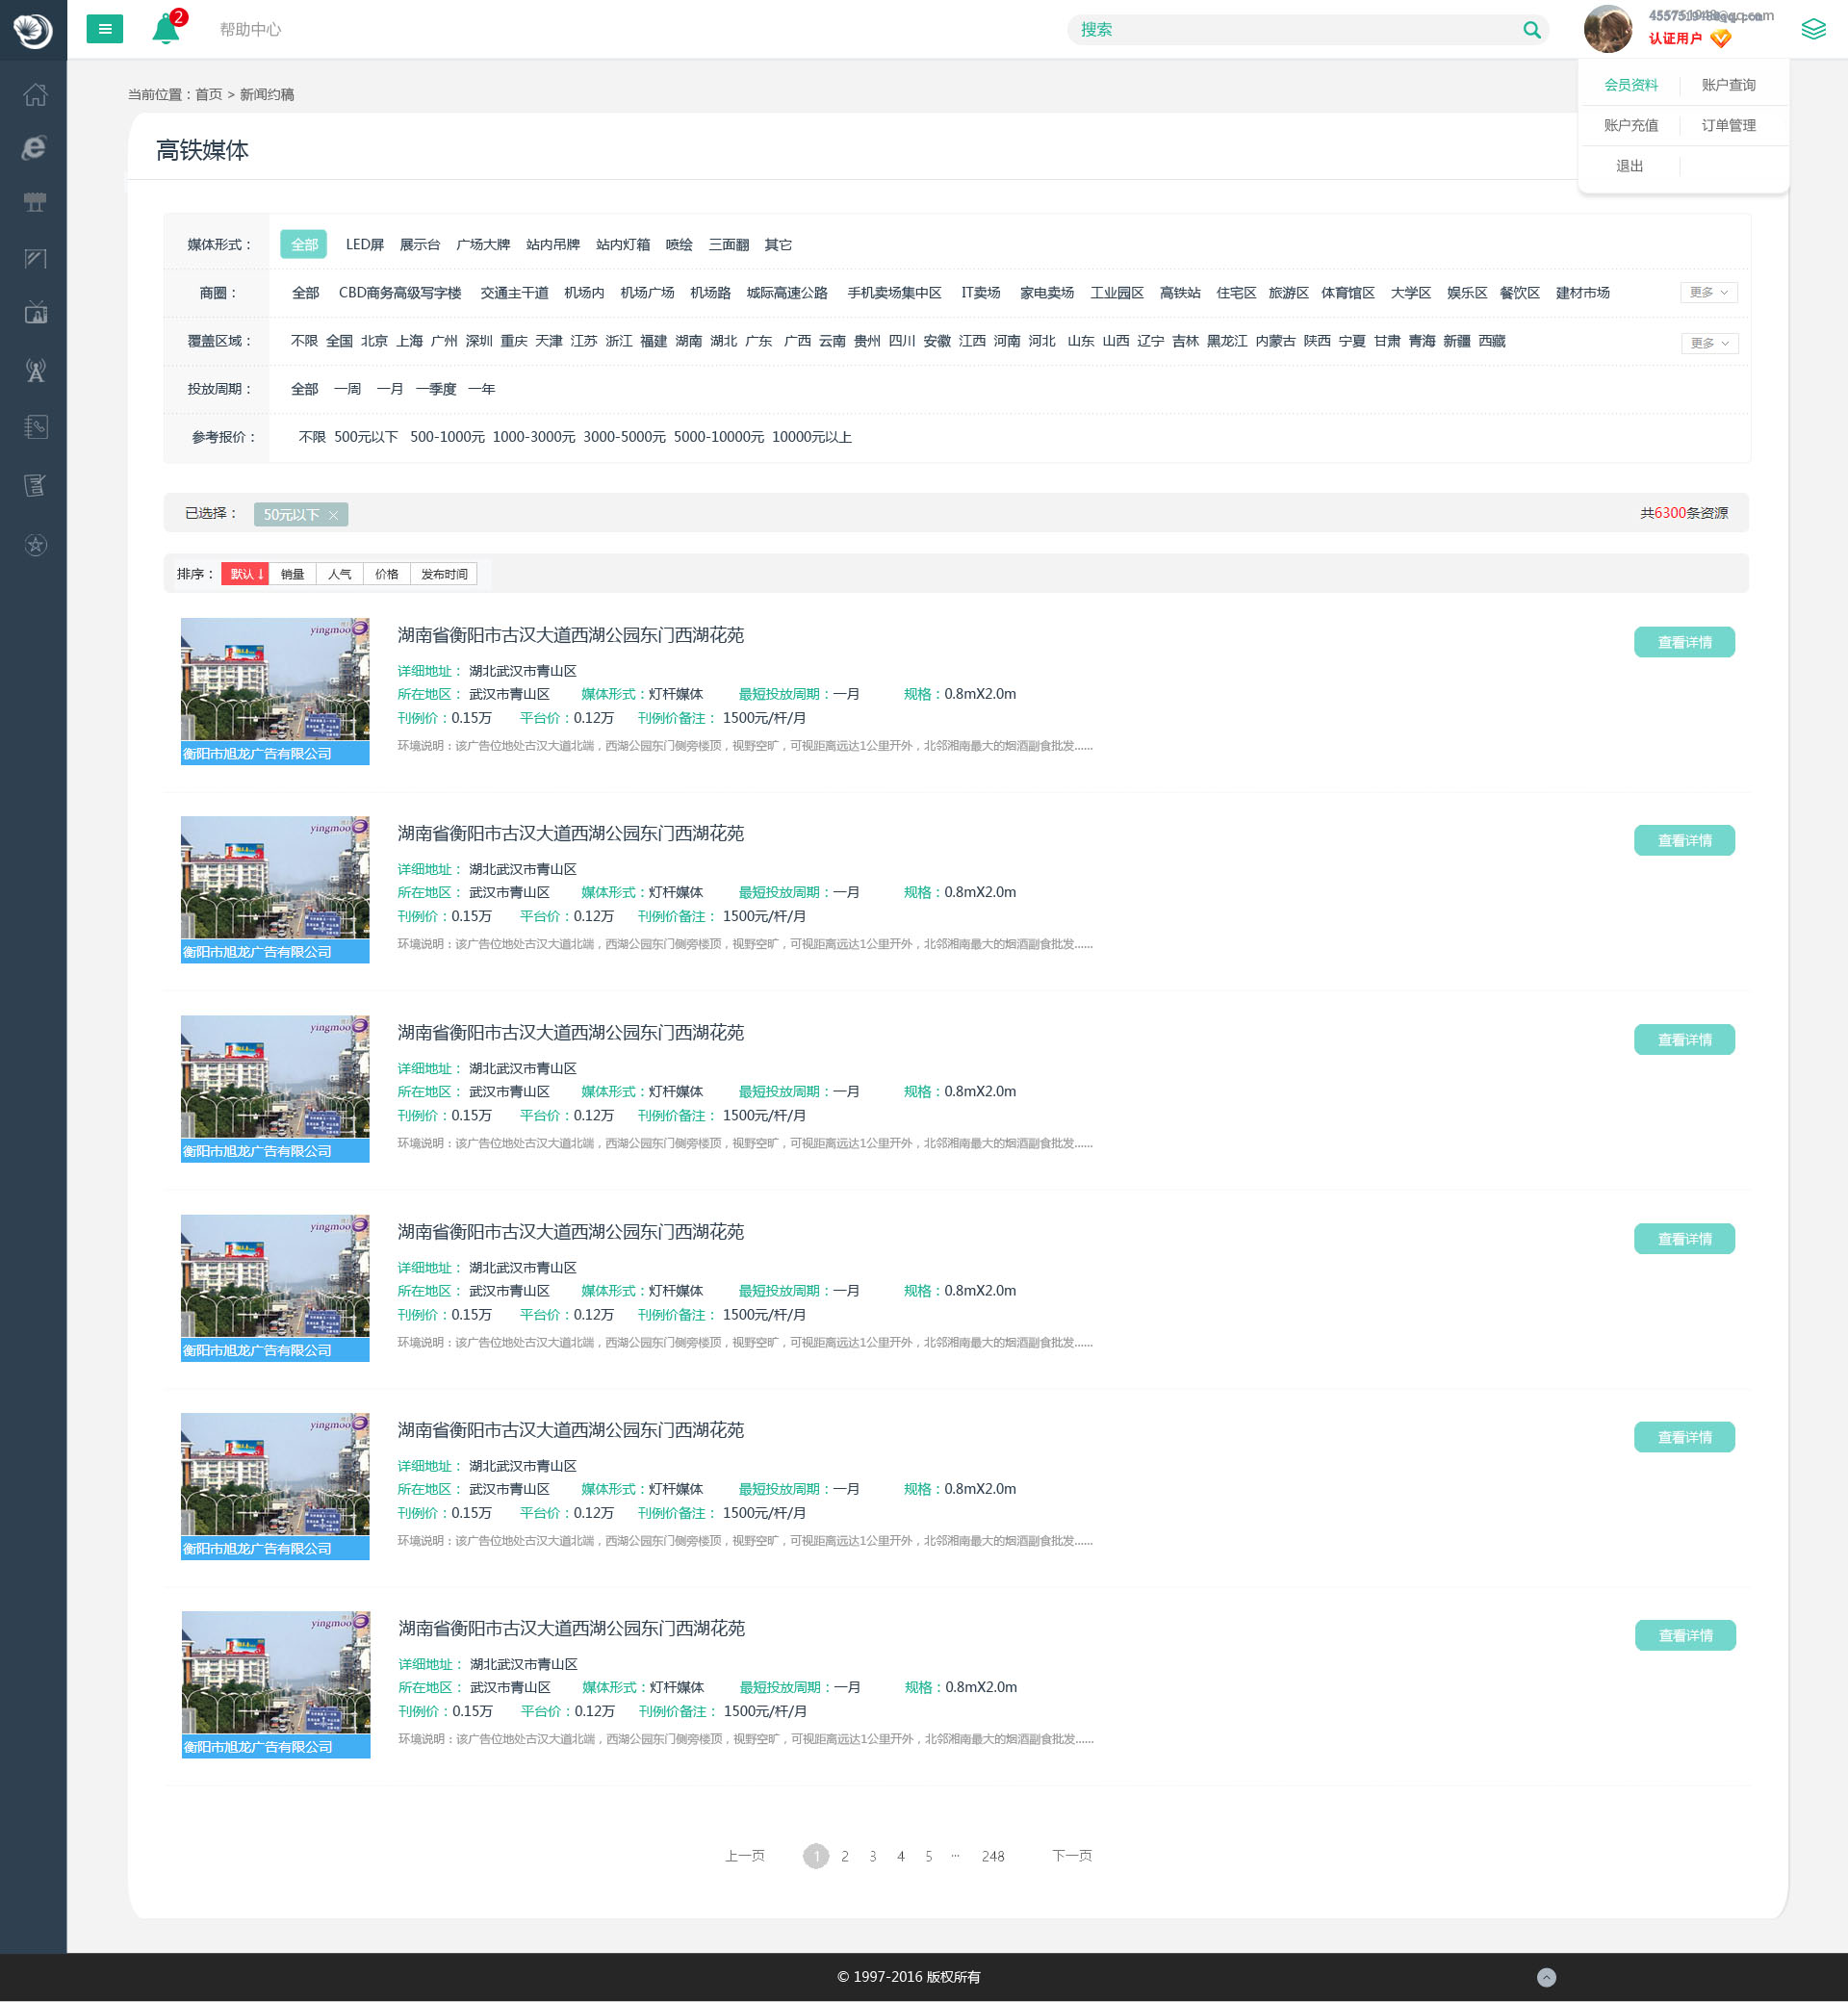 2
帮助中心
搜索
认证用户
会员资料 账户查询
账户充值 订单管理
退出
当前位置：首页 > 新闻约稿
高铁媒体
媒体形式： 全部 LED屏 展示台 广场大牌 站内吊牌 站内灯箱 喷绘 三面翻 其它
商圈： 全部 CBD商务高级写字楼 交通主干道 机场内 机场广场 机场路 城际高速公路 手机卖场集中区 IT卖场 家电卖场 工业园区 高铁站 住宅区 旅游区 体育馆区 大学区 娱乐区 餐饮区 建材市场 更多
覆盖区域： 不限 全国 北京 上海 广州 深圳 重庆 天津 江苏 浙江 福建 湖南 湖北 广东 广西 云南 贵州 四川 安徽 江西 河南 河北 山东 山西 辽宁 吉林 黑龙江 内蒙古 陕西 宁夏 甘肃 青海 新疆 西藏 更多
投放周期： 全部 一周 一月 一季度 一年
参考报价： 不限 500元以下 500-1000元 1000-3000元 3000-5000元 5000-10000元 10000元以上
已选择： 50元以下 × 共6300条资源
排序： 默认↓ 销量 人气 价格 发布时间
yingmoo
湖南省衡阳市古汉大道西湖公园东门西湖花苑 查看详情
详细地址： 湖北武汉市青山区
所在地区： 武汉市青山区 媒体形式：灯杆媒体 最短投放周期：一月 规格：0.8mX2.0m
刊例价：0.15万 平台价：0.12万 刊例价备注： 1500元/杆/月
环境说明：该广告位地处古汉大道北端，西湖公园东门侧旁楼顶，视野空旷，可视距离远达1公里开外，北邻湘南最大的烟酒副食批发......
衡阳市旭龙广告有限公司
yingmoo
湖南省衡阳市古汉大道西湖公园东门西湖花苑 查看详情
详细地址： 湖北武汉市青山区
所在地区： 武汉市青山区 媒体形式：灯杆媒体 最短投放周期：一月 规格：0.8mX2.0m
刊例价：0.15万 平台价：0.12万 刊例价备注： 1500元/杆/月
环境说明：该广告位地处古汉大道北端，西湖公园东门侧旁楼顶，视野空旷，可视距离远达1公里开外，北邻湘南最大的烟酒副食批发......
衡阳市旭龙广告有限公司
yingmoo
湖南省衡阳市古汉大道西湖公园东门西湖花苑 查看详情
详细地址： 湖北武汉市青山区
所在地区： 武汉市青山区 媒体形式：灯杆媒体 最短投放周期：一月 规格：0.8mX2.0m
刊例价：0.15万 平台价：0.12万 刊例价备注： 1500元/杆/月
环境说明：该广告位地处古汉大道北端，西湖公园东门侧旁楼顶，视野空旷，可视距离远达1公里开外，北邻湘南最大的烟酒副食批发......
衡阳市旭龙广告有限公司
yingmoo
湖南省衡阳市古汉大道西湖公园东门西湖花苑 查看详情
详细地址： 湖北武汉市青山区
所在地区： 武汉市青山区 媒体形式：灯杆媒体 最短投放周期：一月 规格：0.8mX2.0m
刊例价：0.15万 平台价：0.12万 刊例价备注： 1500元/杆/月
环境说明：该广告位地处古汉大道北端，西湖公园东门侧旁楼顶，视野空旷，可视距离远达1公里开外，北邻湘南最大的烟酒副食批发......
衡阳市旭龙广告有限公司
yingmoo
湖南省衡阳市古汉大道西湖公园东门西湖花苑 查看详情
详细地址： 湖北武汉市青山区
所在地区： 武汉市青山区 媒体形式：灯杆媒体 最短投放周期：一月 规格：0.8mX2.0m
刊例价：0.15万 平台价：0.12万 刊例价备注： 1500元/杆/月
环境说明：该广告位地处古汉大道北端，西湖公园东门侧旁楼顶，视野空旷，可视距离远达1公里开外，北邻湘南最大的烟酒副食批发......
衡阳市旭龙广告有限公司
yingmoo
湖南省衡阳市古汉大道西湖公园东门西湖花苑 查看详情
详细地址： 湖北武汉市青山区
所在地区： 武汉市青山区 媒体形式：灯杆媒体 最短投放周期：一月 规格：0.8mX2.0m
刊例价：0.15万 平台价：0.12万 刊例价备注： 1500元/杆/月
环境说明：该广告位地处古汉大道北端，西湖公园东门侧旁楼顶，视野空旷，可视距离远达1公里开外，北邻湘南最大的烟酒副食批发......
衡阳市旭龙广告有限公司
上一页 1 2 3 4 5 ... 248 下一页
© 1997-2016 版权所有